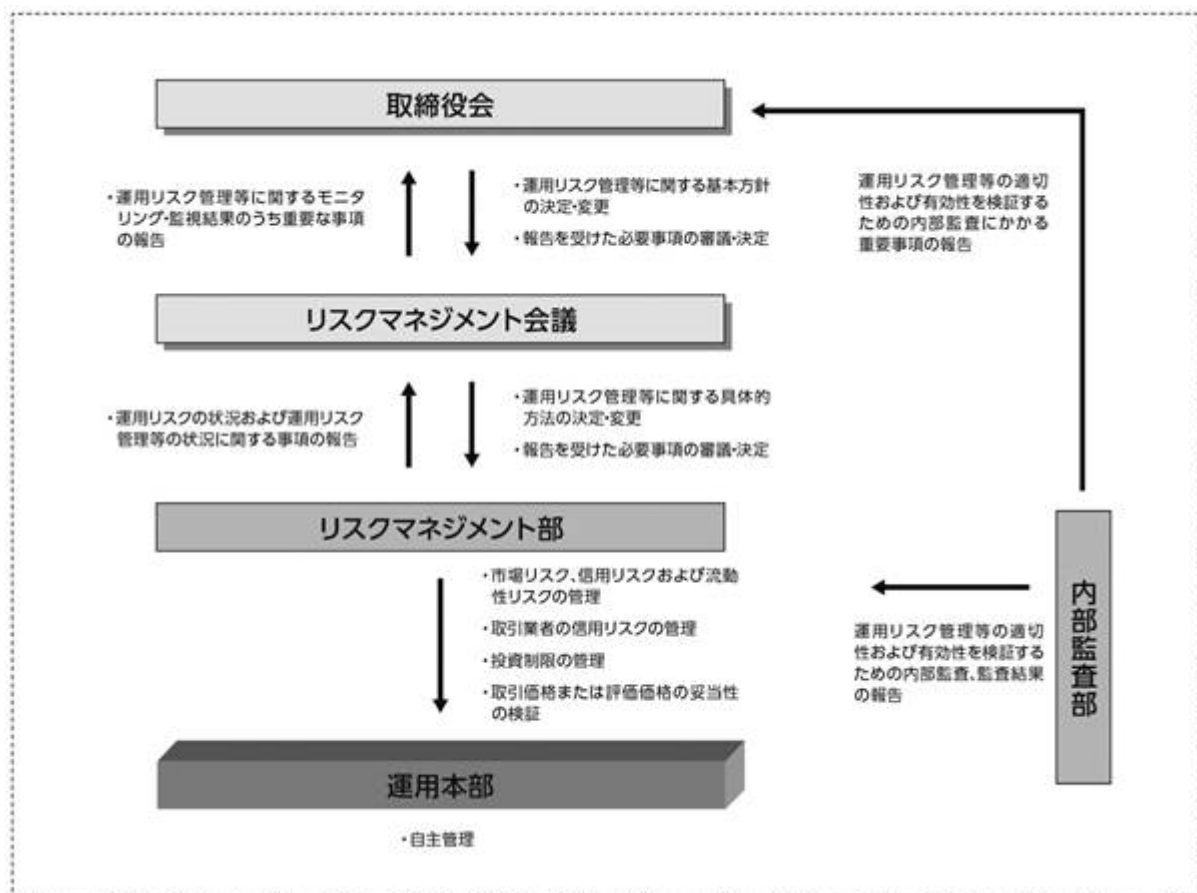 取締役会
・運用リスク管理等に関するモニタ
リング・監視結果のうち重要な事項
の報告
・運用リスク管理等に関する基本方針
の決定・変更
・報告を受けた必要事項の審議・決定
運用リスク管理等の適切
性および有効性を検証する
ための内部監査にかかる
重要事項の報告
リスクマネジメント会議
・運用リスクの状況および運用リスク
管理等の状況に関する事項の報告
・運用リスク管理等に関する具体的
方法の決定・変更
・報告を受けた必要事項の審議・決定
リスクマネジメント部
・市場リスク、信用リスクおよび流動
性リスクの管理
・取引業者の信用リスクの管理
・投資制限の管理
・取引価格または評価価格の妥当性
の検証
運用リスク管理等の適切
性および有効性を検証する
ための内部監査、監査結果
の報告
内部監査部
運用本部
・自主管理